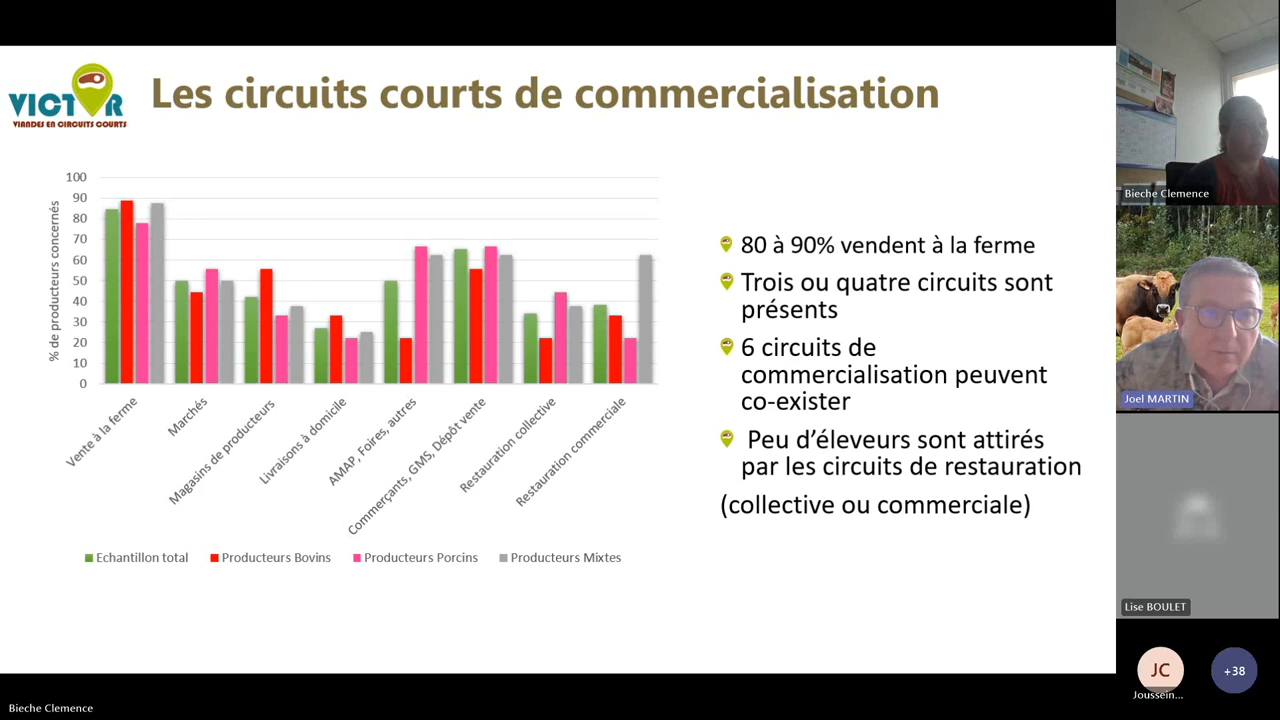 VICTOR
VIANDES EN CIRCUITS COURTS
Les circuits courts de commercialisation
% de producteurs concernés
100
90
80
70
60
50
40
30
20
10
0
Vente à la ferme
Marchés
Magasins de producteurs
Livraisons à domicile
AMAP, Foires, autres
Commerçants, GMS, Dépôt vente
Restauration collective
Restauration commerciale
Echantillon total
Producteurs Bovins
Producteurs Porcins
Producteurs Mixtes
80 à 90% vendent à la ferme
Trois ou quatre circuits sont
présents
6 circuits de
commercialisation peuvent
co-exister
Peu d’éleveurs sont attirés
par les circuits de restauration
(collective ou commerciale)
Bieche Clemence
Joel MARTIN
Lise BOULET
JC
Joussein...
+38
Bieche Clemence